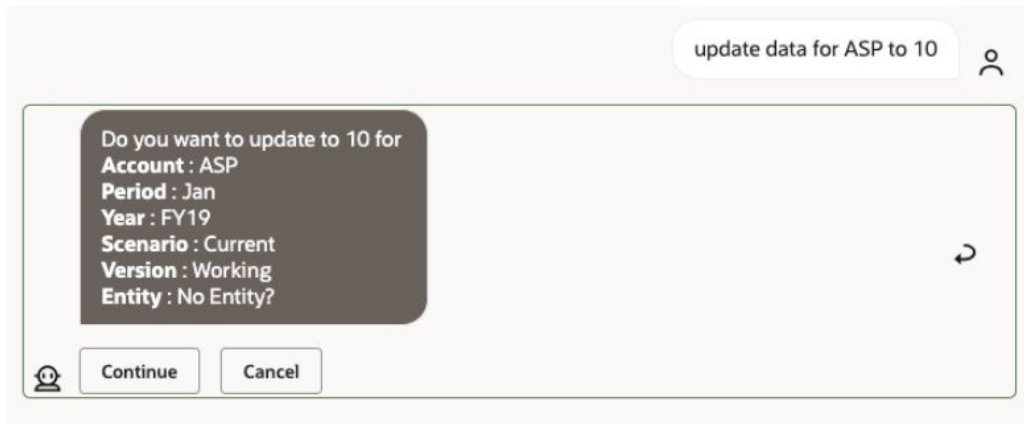 update data for ASP to 10
Do you want to update to 10 for
Account : ASP
Period : Jan
Year : FY19
Scenario : Current
Version : Working
Entity : No Entity?
Continue
Cancel